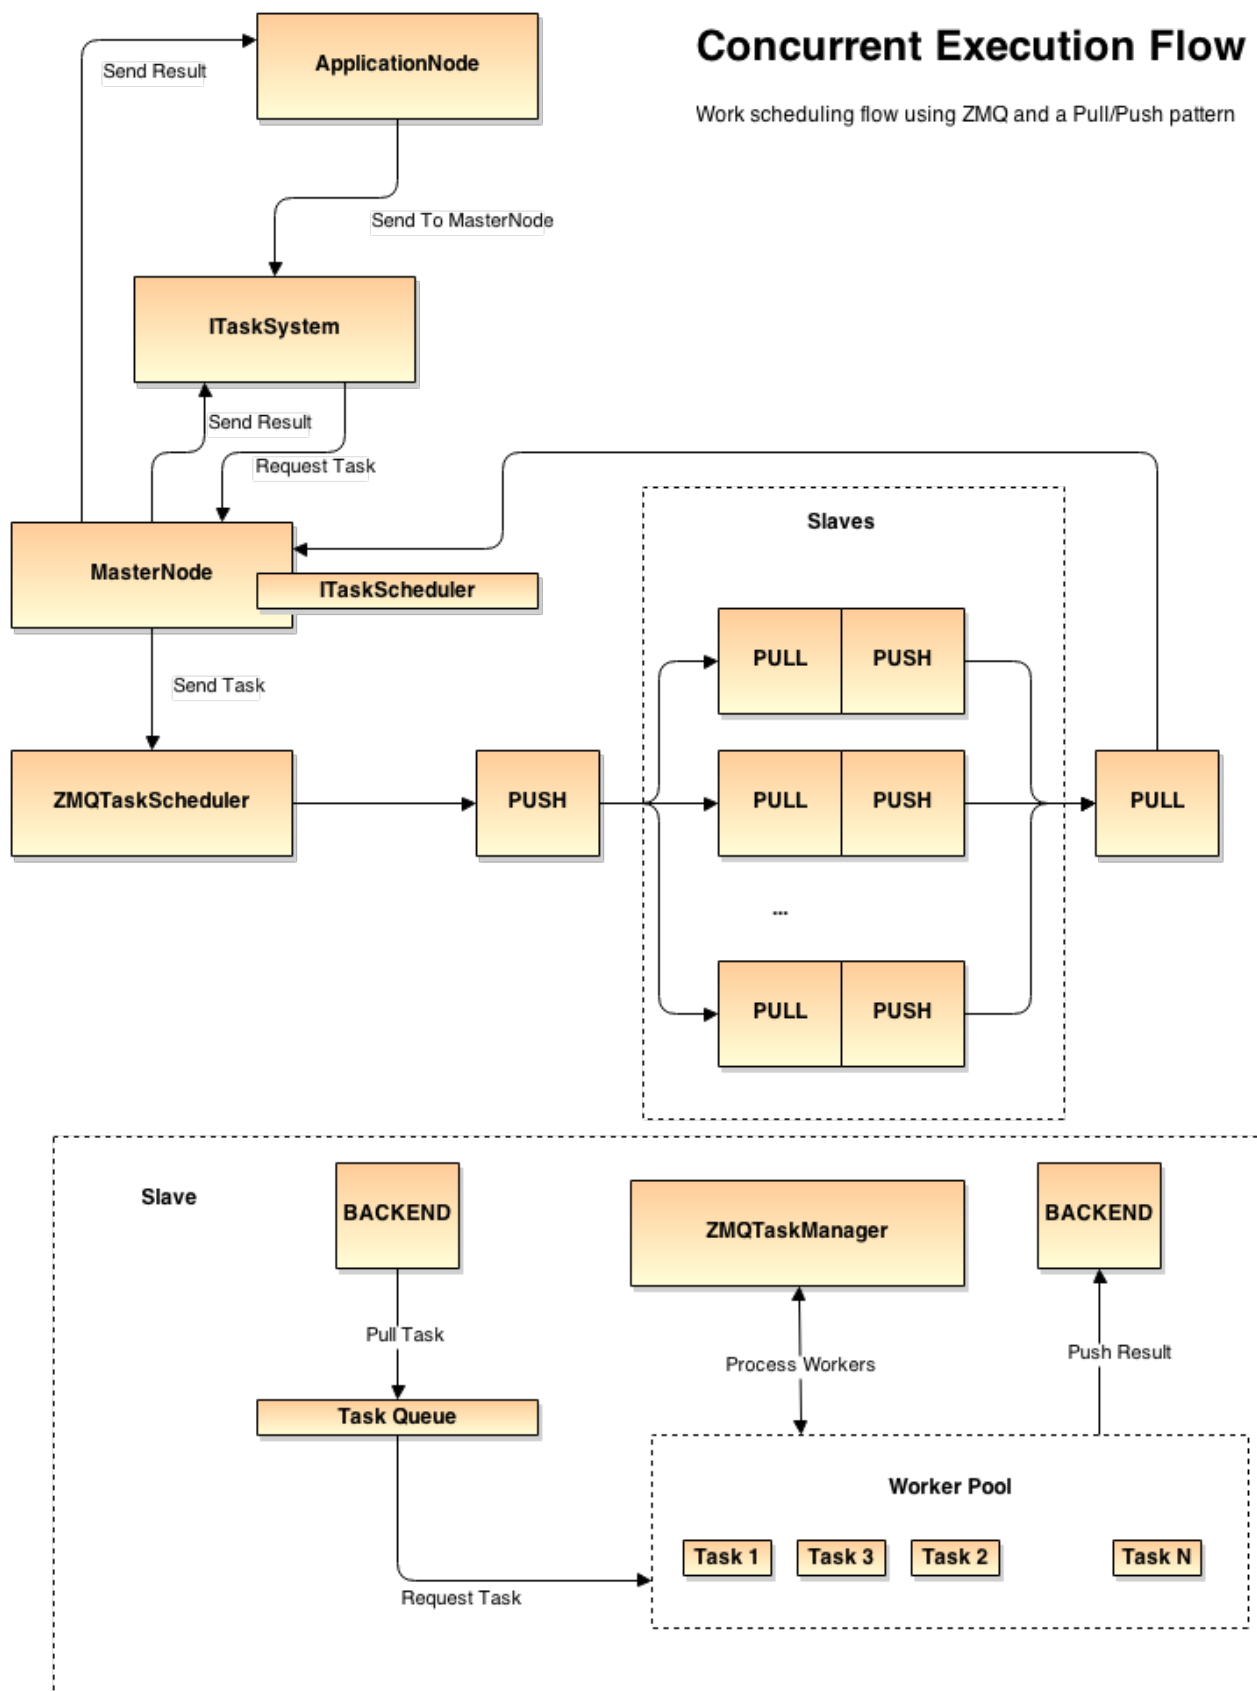 Concurrent Execution Flow
Work scheduling flow using ZMQ and a Pull/Push pattern
ApplicationNode
Send Result
Send To MasterNode
ITaskSystem
Send Result
Request Task
MasterNode
ITaskScheduler
Send Task
ZMQTaskScheduler
PUSH
Slaves
PULL PUSH
PULL PUSH
...
PULL PUSH
PULL
Slave
BACKEND
ZMQTaskManager
BACKEND
Pull Task
Process Workers
Push Result
Task Queue
Request Task
Worker Pool
Task 1 Task 3 Task 2 Task N